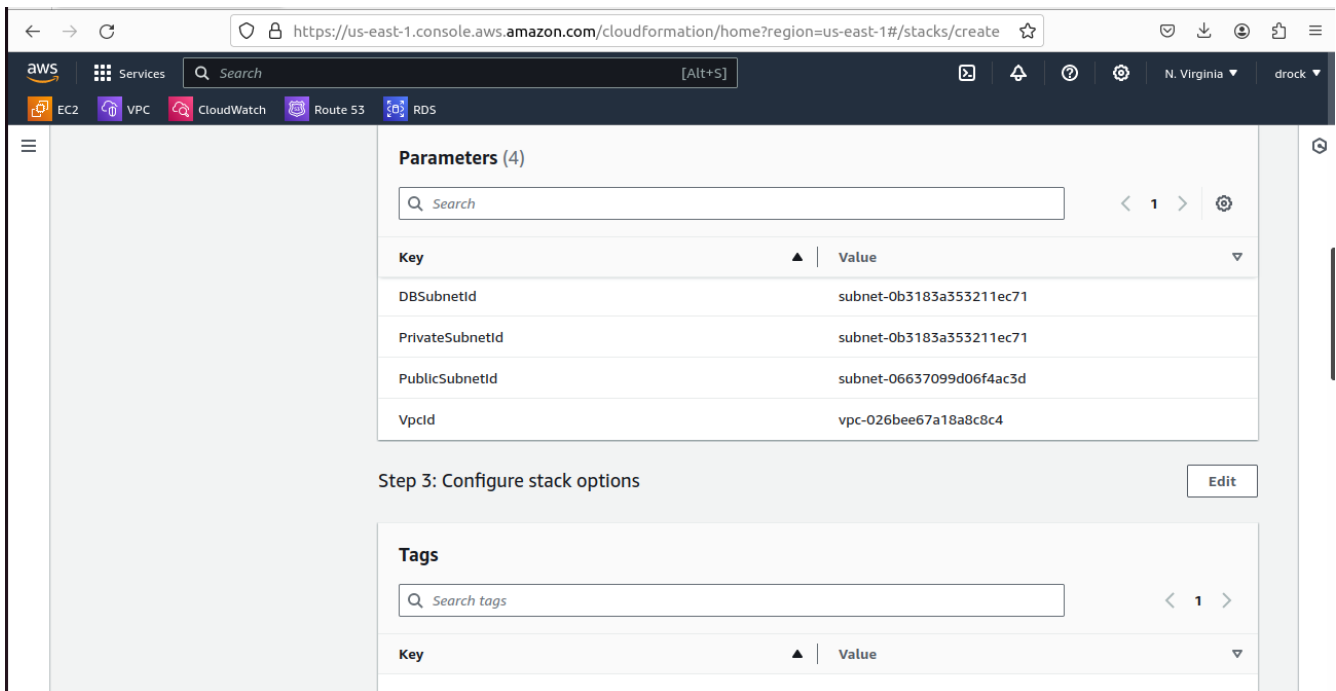 https://us-east-1.console.aws.amazon.com/cloudformation/home?region=us-east-1#/stacks/create
aws Services Search [Alt+S] N. Virginia drock
EC2 VPC CloudWatch Route 53 RDS
Parameters (4)
Search 1
Key Value
DBSubnetId subnet-0b3183a353211ec71
PrivateSubnetId subnet-0b3183a353211ec71
PublicSubnetId subnet-06637099d06f4ac3d
VpcId vpc-026bee67a18a8c8c4
Step 3: Configure stack options Edit
Tags
Search tags 1
Key Value